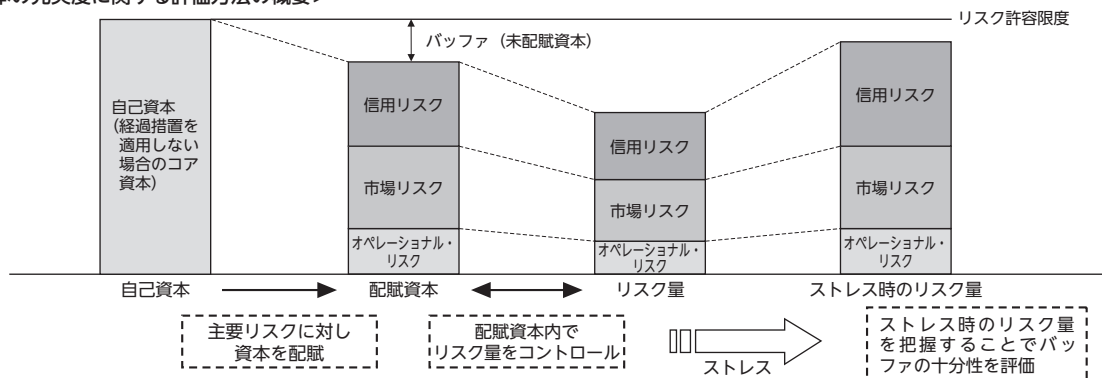 の充実度に関する評価方法の概要>
リスク許容限度
バッファ（未配賦資本）
自己資本
（経過措置を
適用しない
場合のコア
資本）
信用リスク
市場リスク
オペレーショナル・
リスク
信用リスク
市場リスク
オペレーショナル・
リスク
信用リスク
市場リスク
オペレーショナル・
リスク
自己資本
配賦資本
リスク量
ストレス時のリスク量
主要リスクに対し
資本を配賦
配賦資本内で
リスク量をコントロール
ストレス
ストレス時のリスク量
を把握することでバッ
ファの十分性を評価